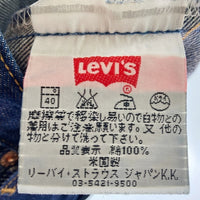 LEVI'S
40
摩擦等で移染し易いので白物との
着用はご注意願います。又、他
の物と分けて洗って下さい。
品質表示 綿100%
米国製
リーバイ・ストラウス ジャパンK.K.
03-5421-9500